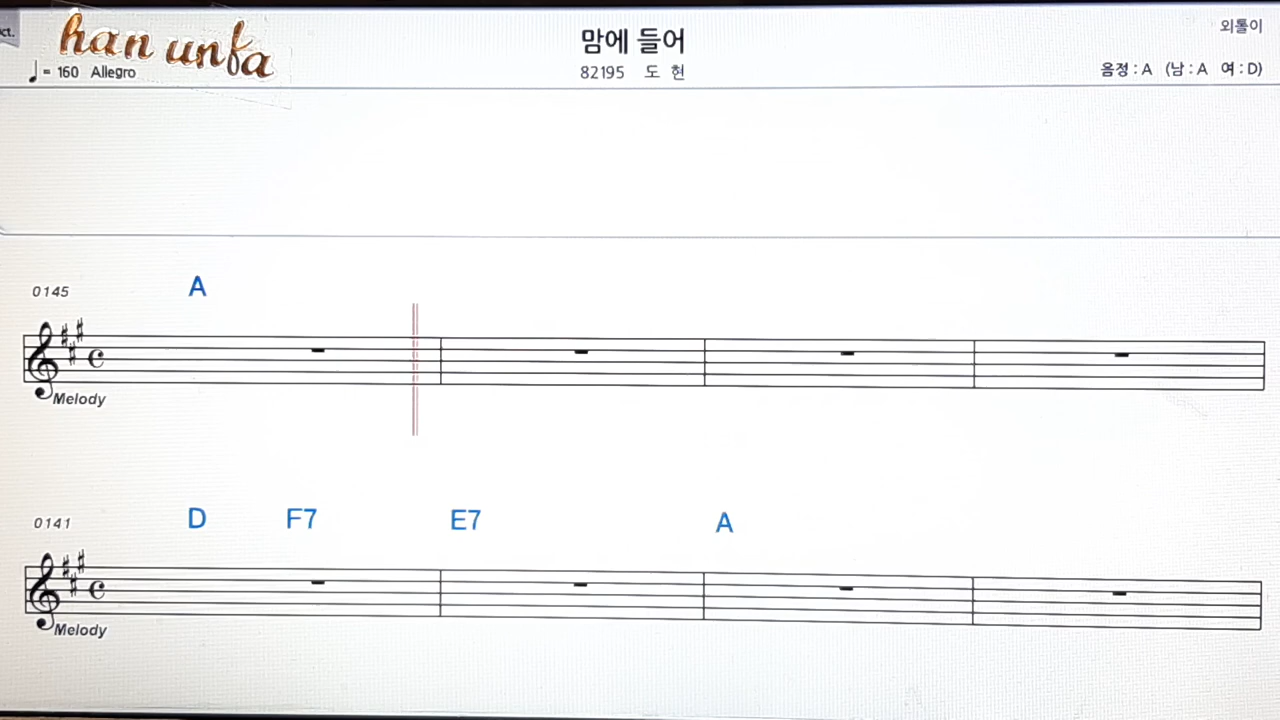 ct.
han unfa
맘에 들어
외톨이
♩ = 160 Allegro
82195 도 현
음정 : A (남 : A 여 : D)
0145 A
Melody
0141 D F7 E7 A
Melody